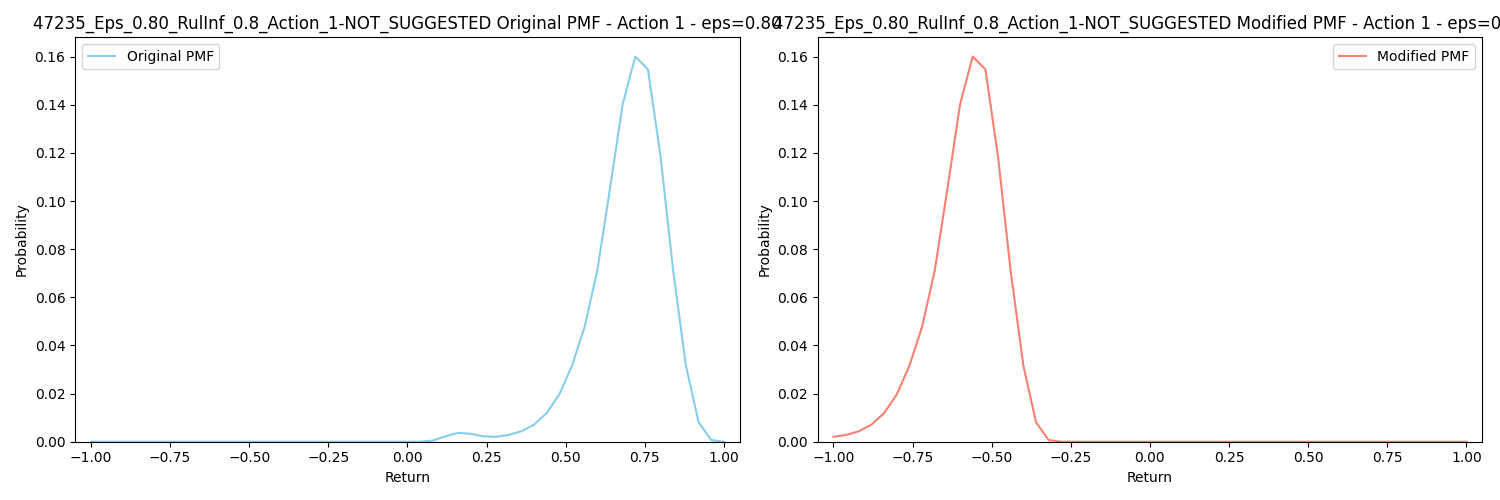 47235_Eps_0.80_RulInf_0.8_Action_1-NOT_SUGGESTED Original PMF - Action 1 - eps=0.80
Original PMF
Probability
0.16
0.14
0.12
0.10
0.08
0.06
0.04
0.02
0.00
−1.00 −0.75 −0.50 −0.25 0.00 0.25 0.50 0.75 1.00
Return
47235_Eps_0.80_RulInf_0.8_Action_1-NOT_SUGGESTED Modified PMF - Action 1 - eps=0
Modified PMF
Probability
0.16
0.14
0.12
0.10
0.08
0.06
0.04
0.02
0.00
−1.00 −0.75 −0.50 −0.25 0.00 0.25 0.50 0.75 1.00
Return